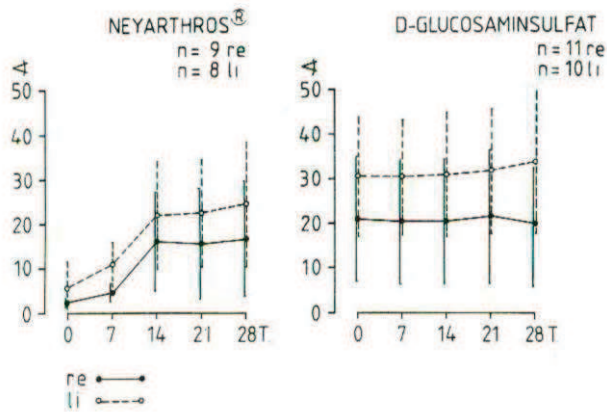 NEYARTHROS®
n = 9 re
n = 8 li
∢
50
40
30
20
10
0
0 7 14 21 28 T
D-GLUCOSAMINSULFAT
n = 11 re
n = 10 li
∢
50
40
30
20
10
0
0 7 14 21 28 T
re
li